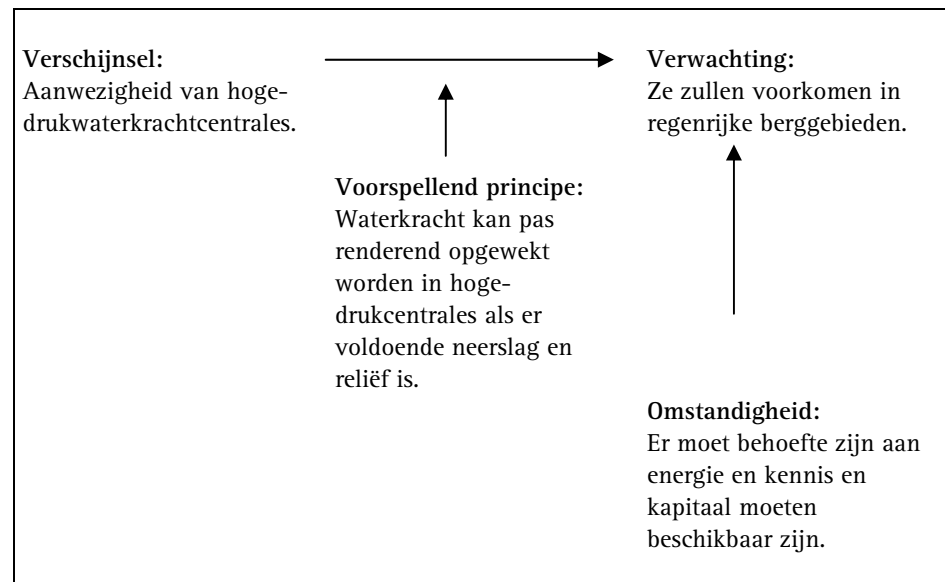 Verschijnsel:
Aanwezigheid van hoge-
drukwaterkrachtcentrales.
Verwachting:
Ze zullen voorkomen in
regenrijke berggebieden.
Voorspellend principe:
Waterkracht kan pas
renderend opgewekt
worden in hoge-
drukcentrales als er
voldoende neerslag en
reliëf is.
Omstandigheid:
Er moet behoefte zijn aan
energie en kennis en
kapitaal moeten
beschikbaar zijn.